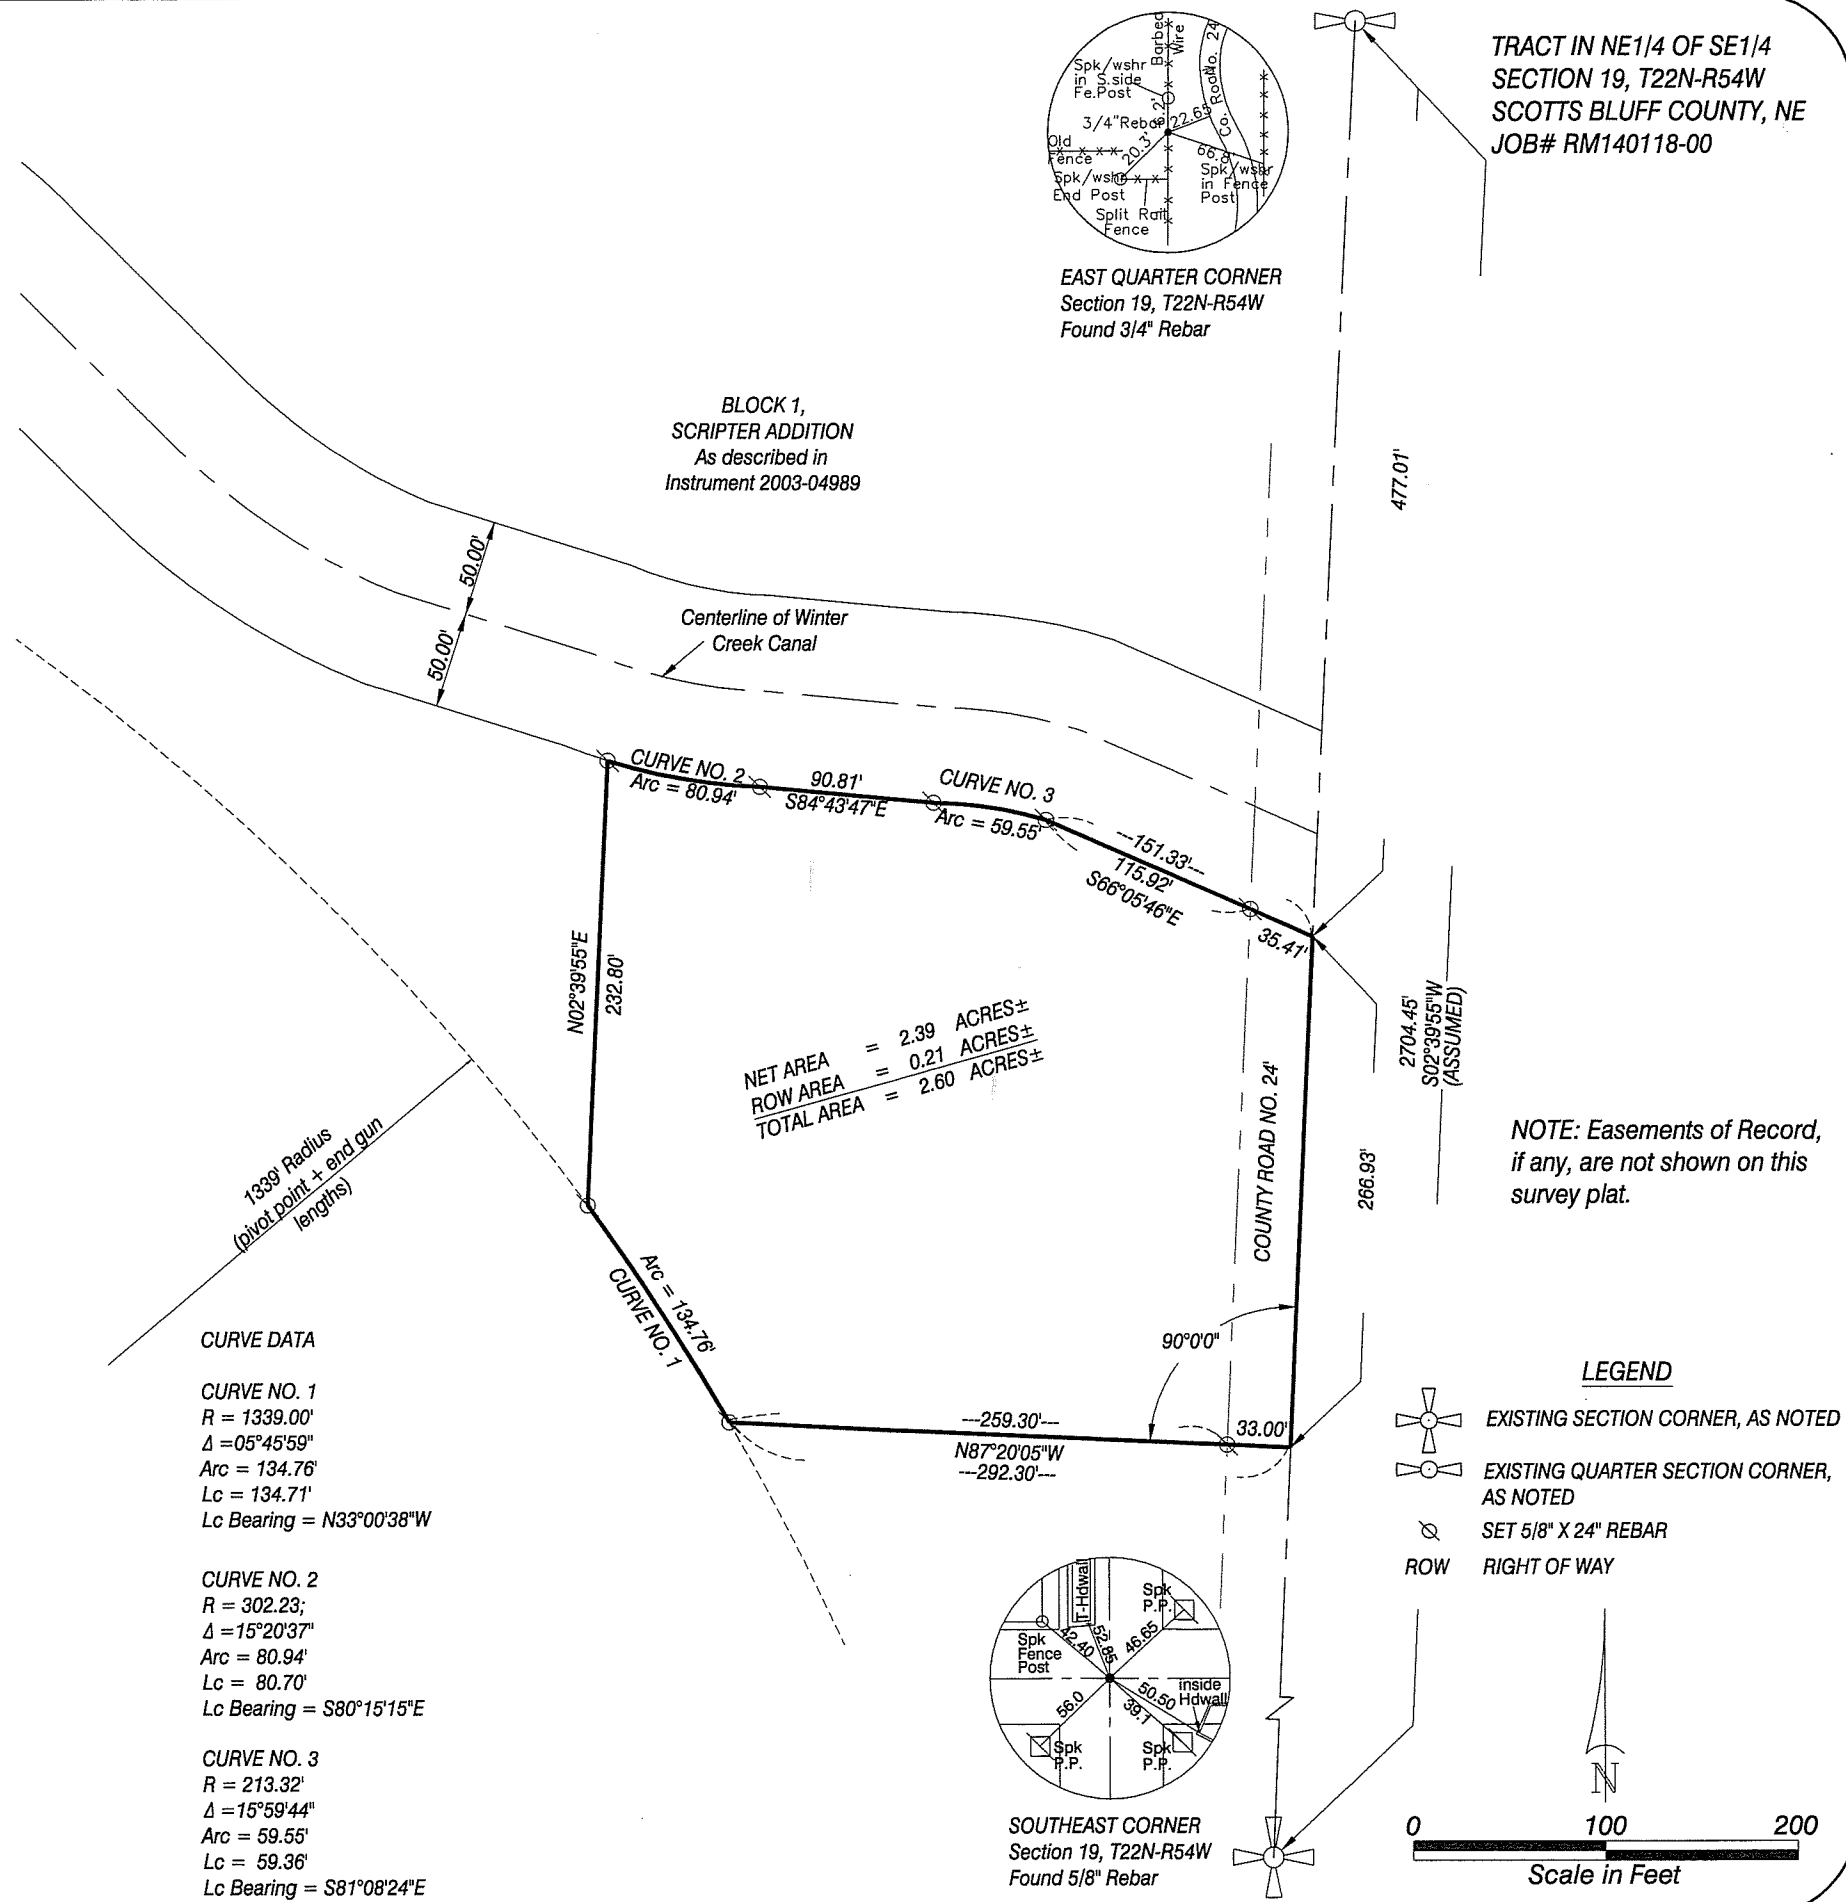 TRACT IN NE1/4 OF SE1/4
SECTION 19, T22N-R54W
SCOTTS BLUFF COUNTY, NE
JOB# RM140118-00
Barbed
Wire
Co. Road No. 24
Spk/wshr
in S.side
Fe.Post
6.2'
22.65
3/4"Rebar
Old
Fence
20.3'
66.8'
Spk/wshr
End Post
Spk/wshr
in Fence
Post
Split Rail
Fence
EAST QUARTER CORNER
Section 19, T22N-R54W
Found 3/4" Rebar
BLOCK 1,
SCRIPTER ADDITION
As described in
Instrument 2003-04989
477.01'
50.00'
50.00'
Centerline of Winter
Creek Canal
CURVE NO. 2
Arc = 80.94'
90.81'
S84°43'47"E
CURVE NO. 3
Arc = 59.55'
---151.33'---
115.92'
S66°05'46"E
35.41'
N02°39'55"E
232.80'
NET AREA = 2.39 ACRES±
ROW AREA = 0.21 ACRES±
TOTAL AREA = 2.60 ACRES±
COUNTY ROAD NO. 24'
2704.45'
S02°39'55"W
(ASSUMED)
266.93'
NOTE: Easements of Record,
if any, are not shown on this
survey plat.
1339' Radius
(pivot point + end gun
lengths)
Arc = 134.76'
CURVE NO. 1
90°0'0"
---259.30'---
33.00'
N87°20'05"W
---292.30'---
CURVE DATA
CURVE NO. 1
R = 1339.00'
Δ =05°45'59"
Arc = 134.76'
Lc = 134.71'
Lc Bearing = N33°00'38"W
CURVE NO. 2
R = 302.23;
Δ =15°20'37"
Arc = 80.94'
Lc = 80.70'
Lc Bearing = S80°15'15"E
CURVE NO. 3
R = 213.32'
Δ =15°59'44"
Arc = 59.55'
Lc = 59.36'
Lc Bearing = S81°08'24"E
LEGEND
EXISTING SECTION CORNER, AS NOTED
EXISTING QUARTER SECTION CORNER,
AS NOTED
SET 5/8" X 24" REBAR
ROW RIGHT OF WAY
T-Hdwall
Spk
P.P.
Spk
Fence
Post
42.40
52.85
46.65
56.0
50.50
39.1
inside
Hdwall
Spk
P.P.
Spk
P.P.
SOUTHEAST CORNER
Section 19, T22N-R54W
Found 5/8" Rebar
N
0 100 200
Scale in Feet